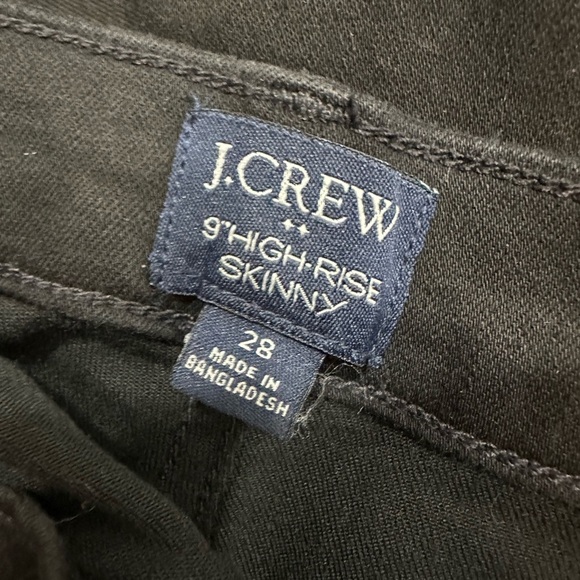 J.CREW
9"HIGH-RISE
SKINNY
28
MADE IN
BANGLADESH